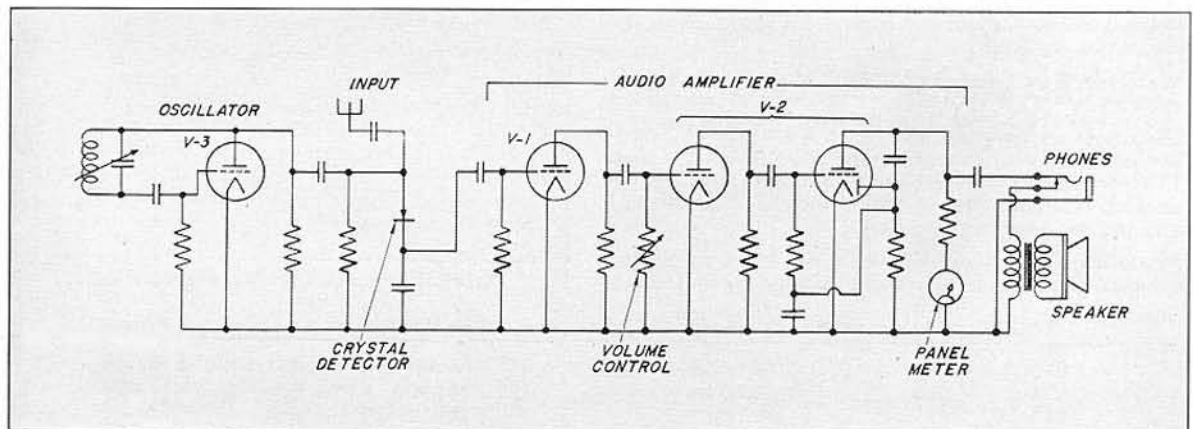 AUDIO AMPLIFIER
INPUT
OSCILLATOR
V-3
V-1
V-2
PHONES
SPEAKER
CRYSTAL
DETECTOR
VOLUME
CONTROL
PANEL
METER